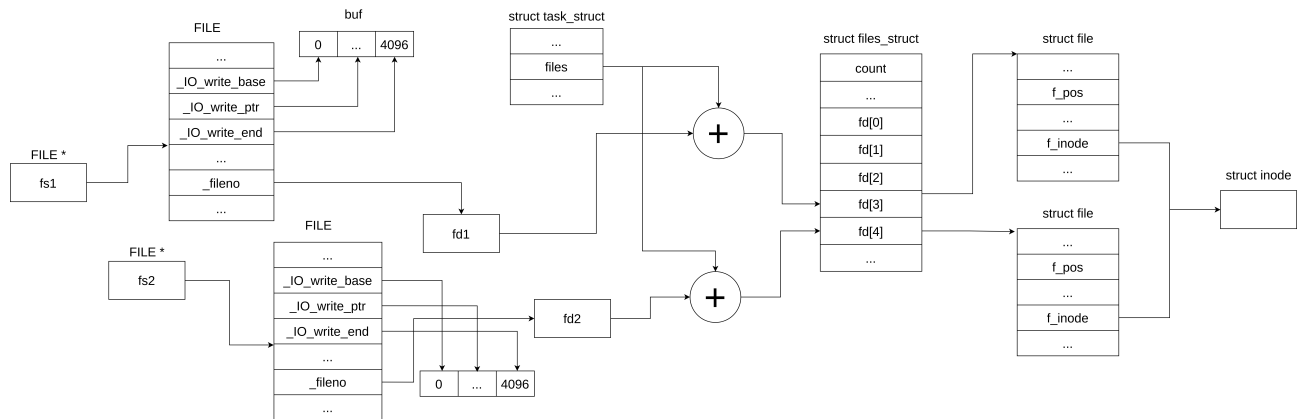 buf
0 ... 4096
FILE
...
_IO_write_base
_IO_write_ptr
_IO_write_end
...
_fileno
...
FILE *
fs1
fd1
FILE *
fs2
FILE
...
_IO_write_base
_IO_write_ptr
_IO_write_end
...
_fileno
...
0 ... 4096
fd2
struct task_struct
...
files
...
+
+
struct files_struct
count
...
fd[0]
fd[1]
fd[2]
fd[3]
fd[4]
...
struct file
...
f_pos
...
f_inode
...
struct file
...
f_pos
...
f_inode
...
struct inode